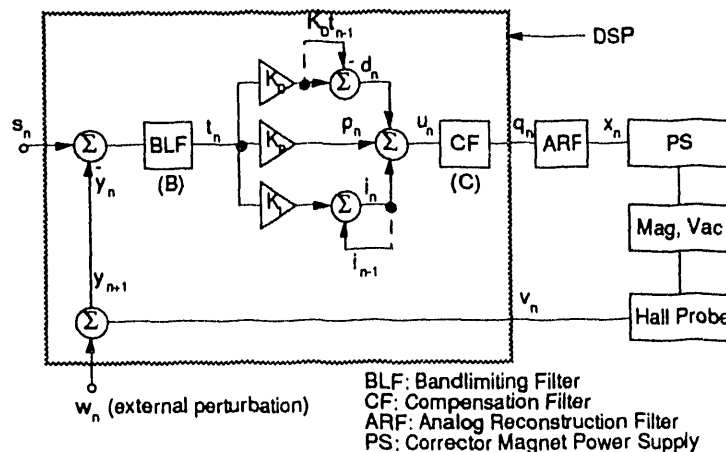 K_D t_{n-1}
DSP
K_D
-
Σ
d_n
s_n
Σ
BLF
t_n
K_p
p_n
Σ
u_n
CF
q_n
ARF
x_n
PS
-
y_n
(B)
(C)
K_I
Σ
i_n
Mag, Vac
i_{n-1}
y_{n+1}
v_n
Σ
Hall Probe
w_n (external perturbation)
BLF: Bandlimiting Filter
CF: Compensation Filter
ARF: Analog Reconstruction Filter
PS: Corrector Magnet Power Supply